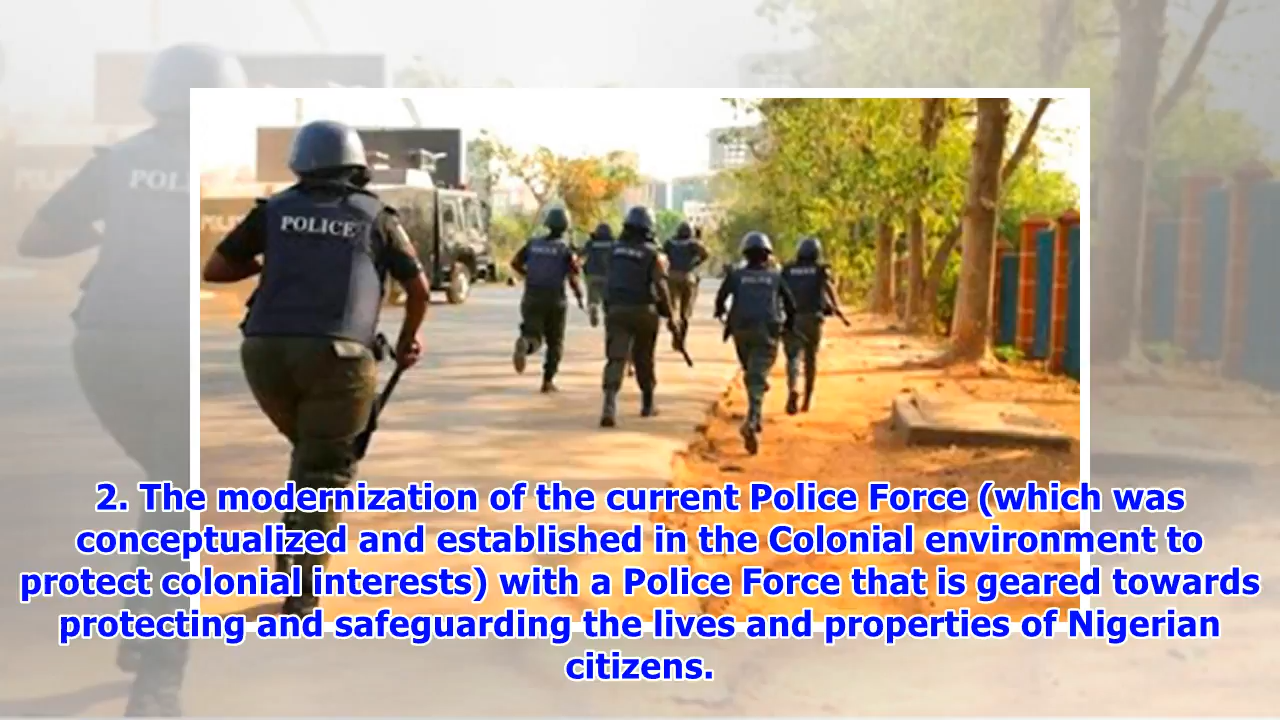 POLICE
POLICE
2. The modernization of the current Police Force (which was
conceptualized and established in the Colonial environment to
protect colonial interests) with a Police Force that is geared towards
protecting and safeguarding the lives and properties of Nigerian
citizens.